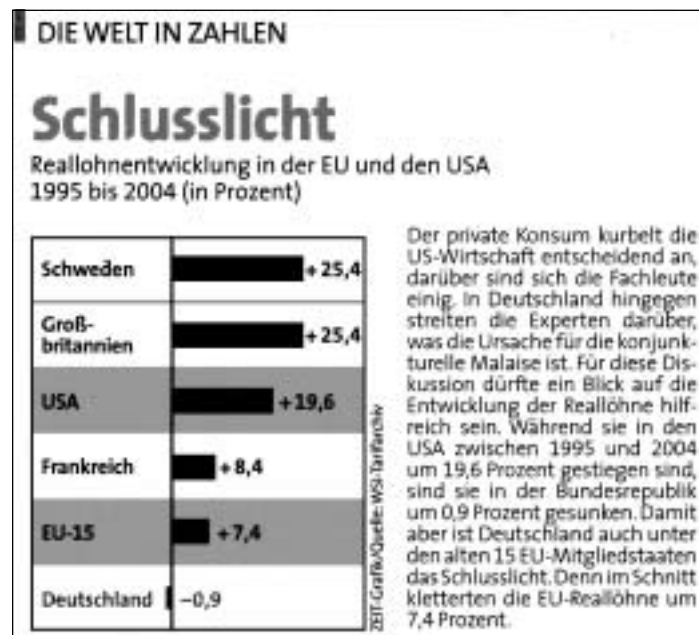 DIE WELT IN ZAHLEN
Schlusslicht
Reallohnentwicklung in der EU und den USA
1995 bis 2004 (in Prozent)
Schweden +25,4
Groß-
britannien +25,4
USA +19,6
Frankreich +8,4
EU-15 +7,4
Deutschland –0,9
ZEIT-Grafik/Quelle: WSI-Tarifarchiv
Der private Konsum kurbelt die
US-Wirtschaft entscheidend an,
darüber sind sich die Fachleute
einig. In Deutschland hingegen
streiten die Experten darüber,
was die Ursache für die konjunk-
turelle Malaise ist. Für diese Dis-
kussion dürfte ein Blick auf die
Entwicklung der Reallöhne hilf-
reich sein. Während sie in den
USA zwischen 1995 und 2004
um 19,6 Prozent gestiegen sind,
sind sie in der Bundesrepublik
um 0,9 Prozent gesunken. Damit
aber ist Deutschland auch unter
den alten 15 EU-Mitgliedstaaten
das Schlusslicht. Denn im Schnitt
kletterten die EU-Reallöhne um
7,4 Prozent.